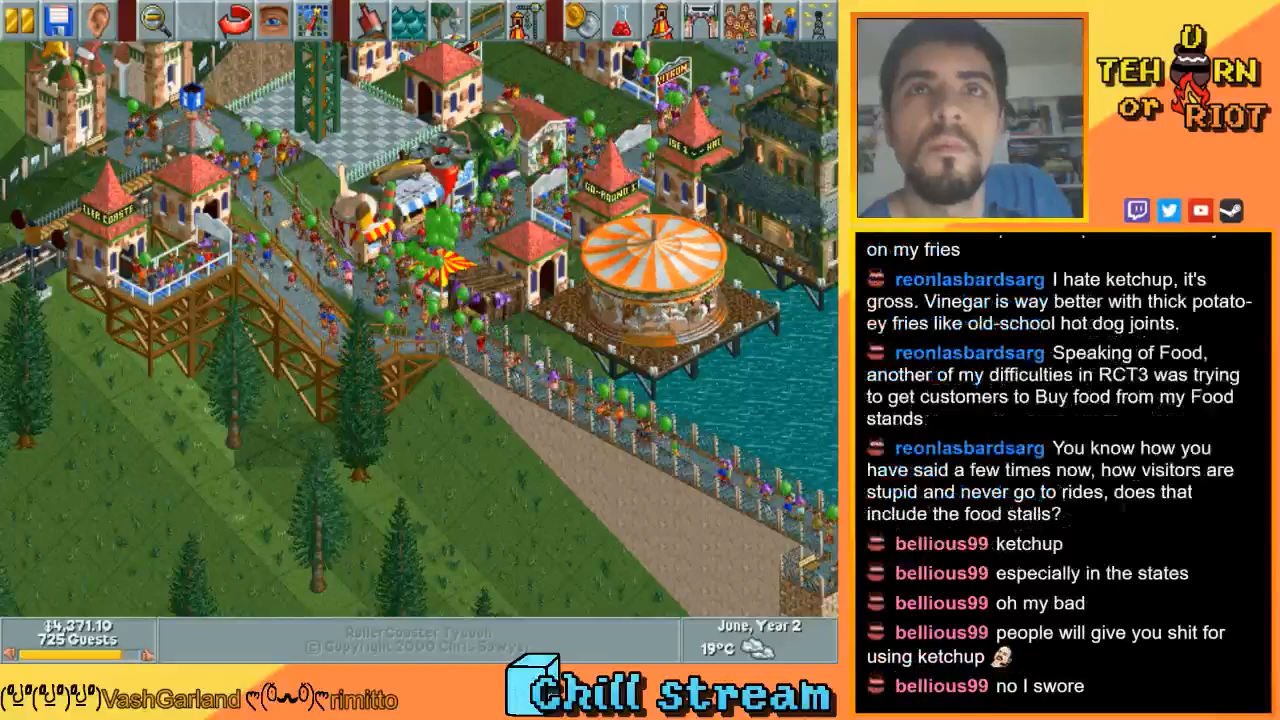 U
TEH RN
or RIOT
on my fries
reonlasbardsarg I hate ketchup, it's
gross. Vinegar is way better with thick potato-
ey fries like old-school hot dog joints.
reonlasbardsarg Speaking of Food,
another of my difficulties in RCT3 was trying
to get customers to Buy food from my Food
stands.
reonlasbardsarg You know how you
have said a few times now, how visitors are
stupid and never go to rides, does that
include the food stalls?
bellious99 ketchup
bellious99 especially in the states
bellious99 oh my bad
bellious99 people will give you shit for
using ketchup
bellious99 no I swore
GO-ROUND 1
$4,371.10
725 Guests
RollerCoaster Tycoon
© Copyright 2000 Chris Sawyer
June, Year 2
19°C
VashGarland
rimitto
Chill stream